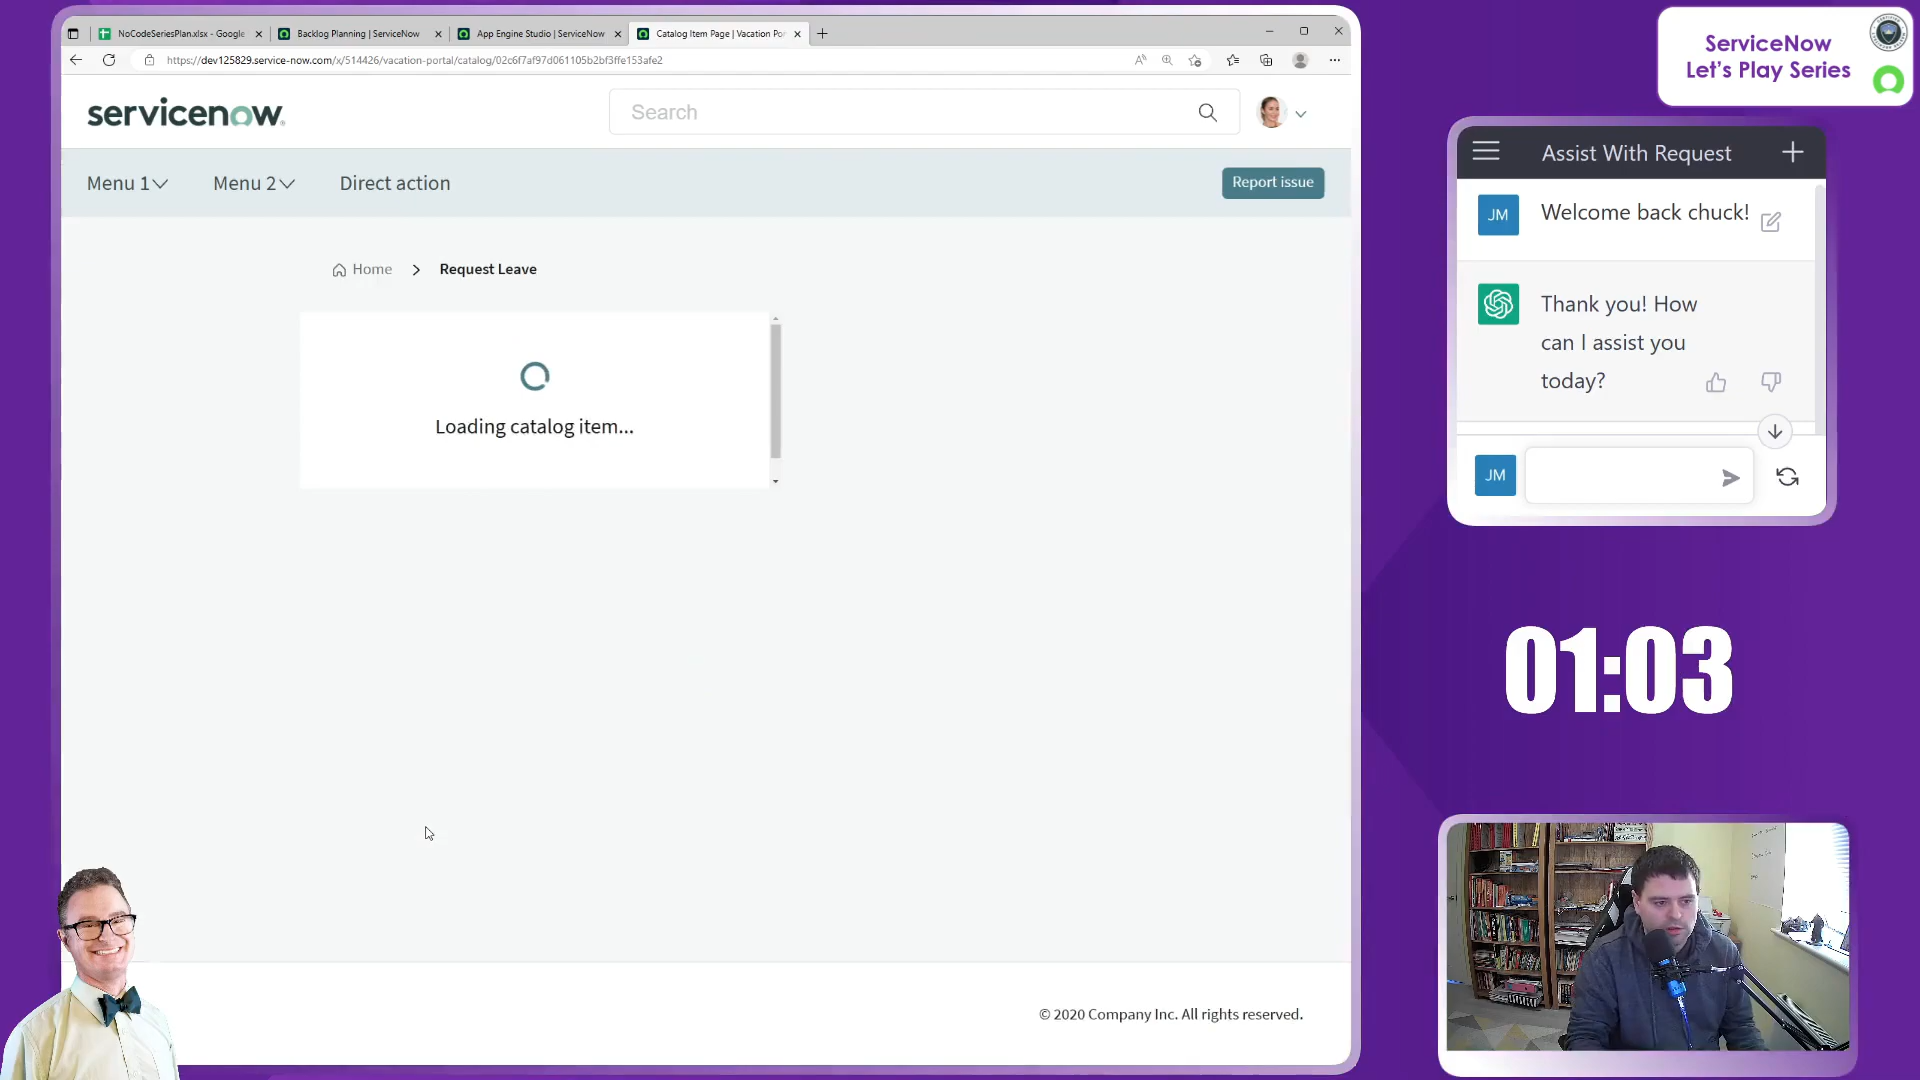 NoCodeSeriesPlan.xlsx - Google
Backlog Planning | ServiceNow
App Engine Studio | ServiceNow
Catalog Item Page | Vacation Po
https://dev125829.service-now.com/x/514426/vacation-portal/catalog/02c6f7af97d061105b2bf3ffe153afe2
servicenow
Search
Menu 1
Menu 2
Direct action
Report issue
Home
Request Leave
Loading catalog item...
© 2020 Company Inc. All rights reserved.
ServiceNow
Let's Play Series
Assist With Request
JM
Welcome back chuck!
Thank you! How
can I assist you
today?
JM
01:03